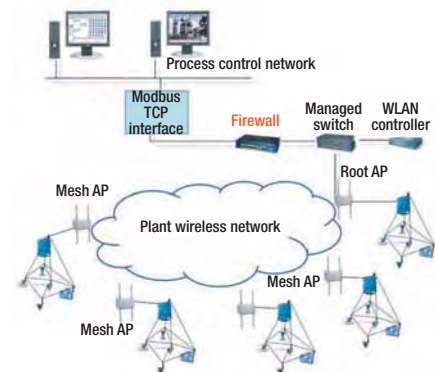 Process control network
Modbus
TCP
interface
Firewall
Managed
switch
WLAN
controller
Root AP
Mesh AP
Plant wireless network
Mesh AP
Mesh AP